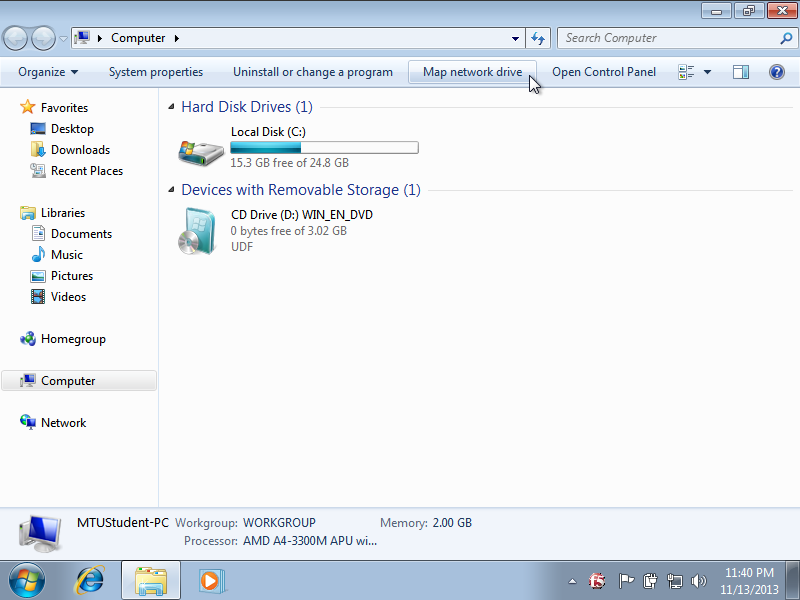 Computer
Search Computer
Organize
System properties
Uninstall or change a program
Map network drive
Open Control Panel
Favorites
Desktop
Downloads
Recent Places
Libraries
Documents
Music
Pictures
Videos
Homegroup
Computer
Network
Hard Disk Drives (1)
Local Disk (C:)
15.3 GB free of 24.8 GB
Devices with Removable Storage (1)
CD Drive (D:) WIN_EN_DVD
0 bytes free of 3.02 GB
UDF
MTUStudent-PC Workgroup: WORKGROUP Memory: 2.00 GB
Processor: AMD A4-3300M APU wi...
11:40 PM
11/13/2013